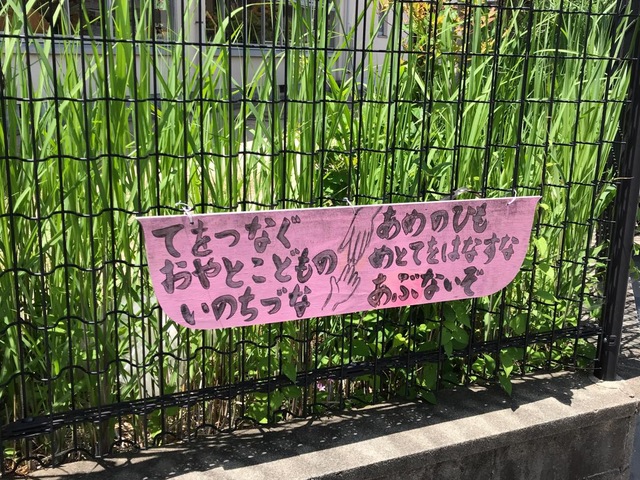 てをつなぐ
おやとこどもの
いのちづな
あめのひも
めとてをはなすな
あぶないぞ